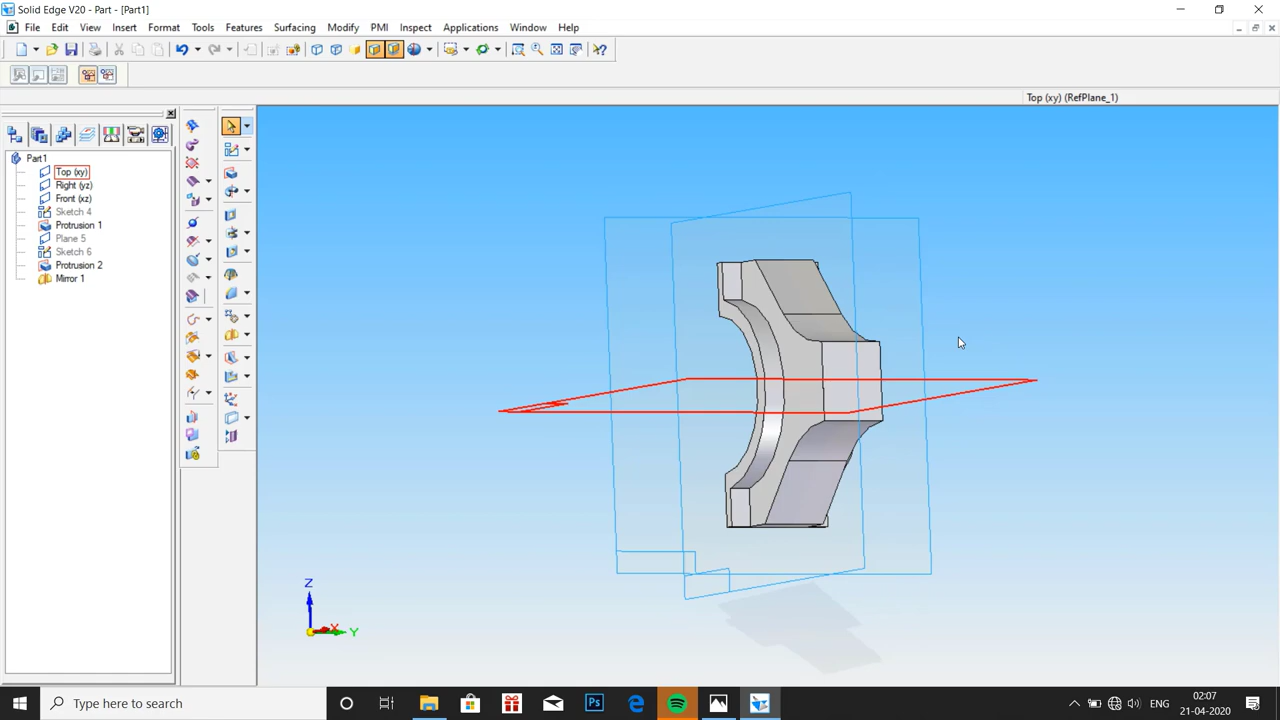 Solid Edge V20 - Part - [Part1]
File Edit View Insert Format Tools Features Surfacing Modify PMI Inspect Applications Window Help
Top (xy) (RefPlane_1)
Part1
Top (xy)
Right (yz)
Front (xz)
Sketch 4
Protrusion 1
Plane 5
Sketch 6
Protrusion 2
Mirror 1
Z
X
Y
Type here to search
Ps
ENG
02:07
21-04-2020